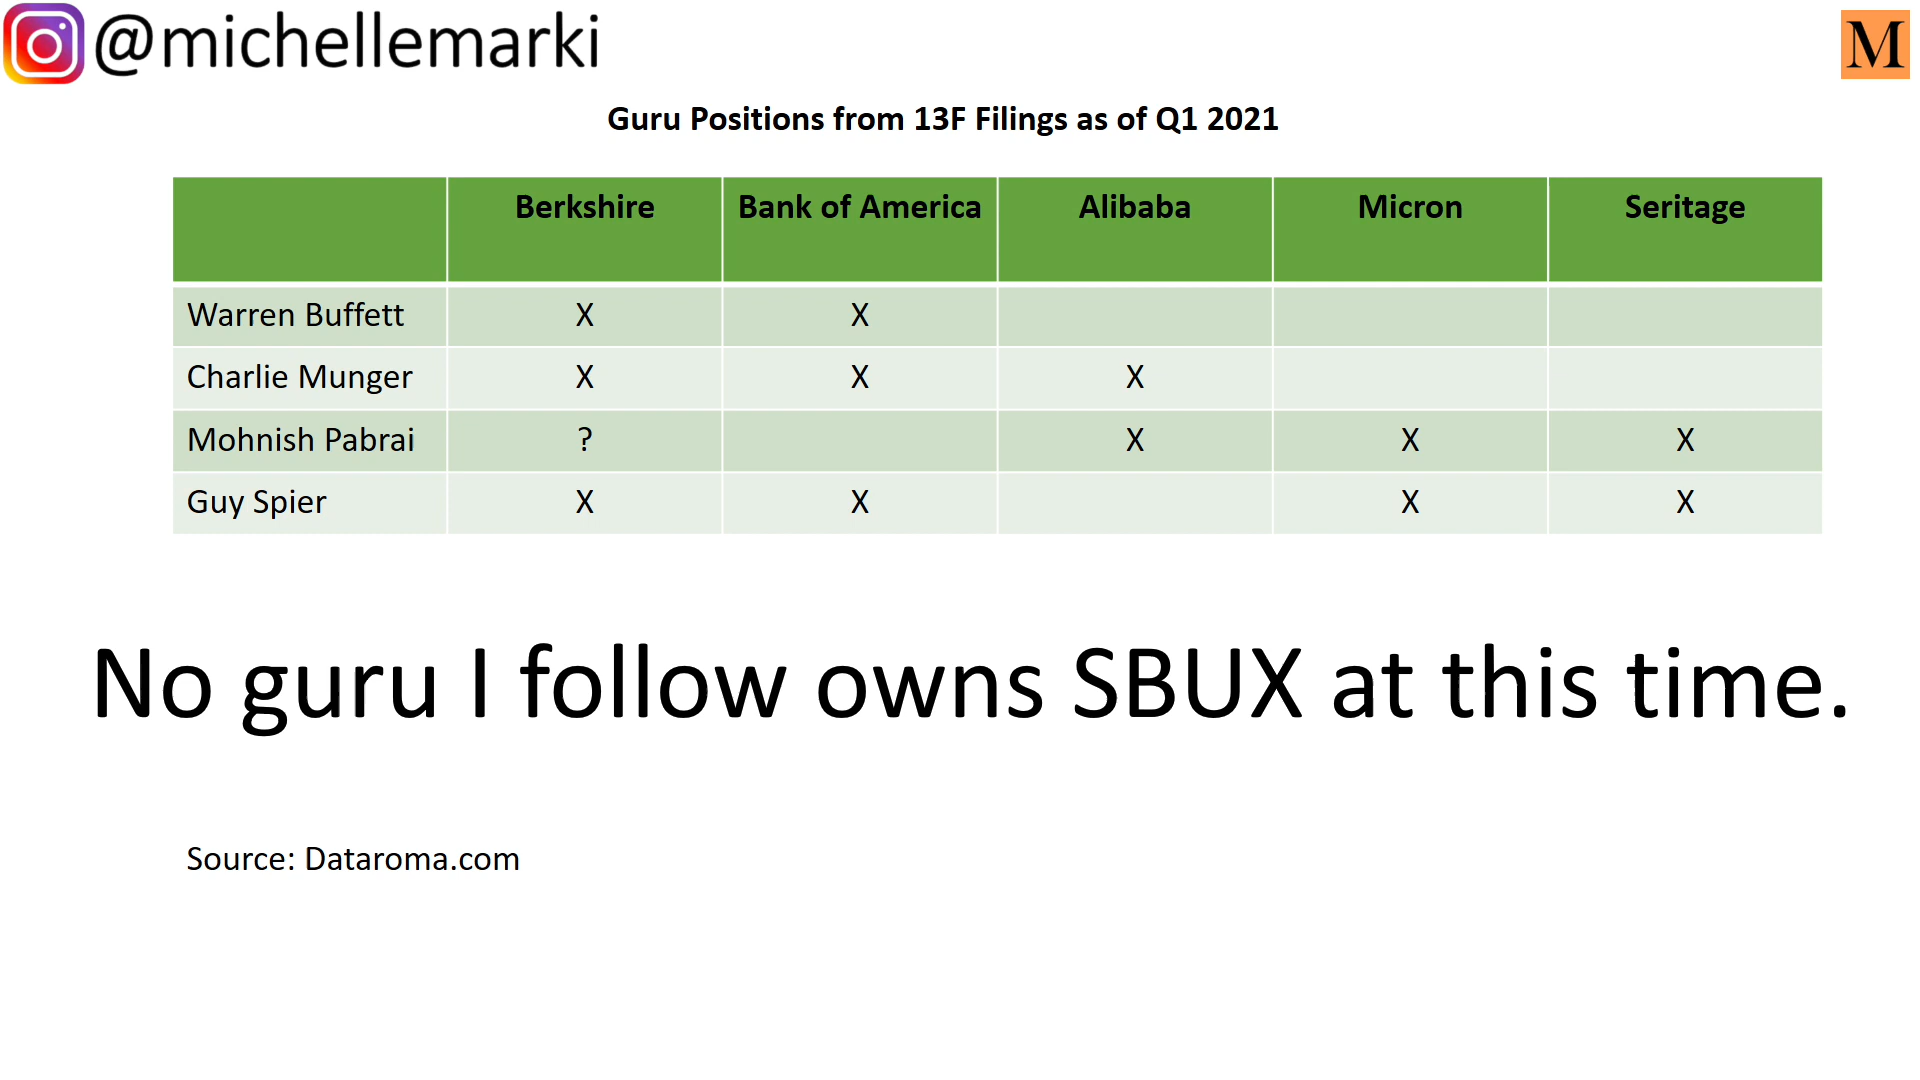 @michellemarki
M
Guru Positions from 13F Filings as of Q1 2021
Berkshire Bank of America Alibaba Micron Seritage
Warren Buffett X X
Charlie Munger X X X
Mohnish Pabrai ? X X X
Guy Spier X X X X
No guru I follow owns SBUX at this time.
Source: Dataroma.com